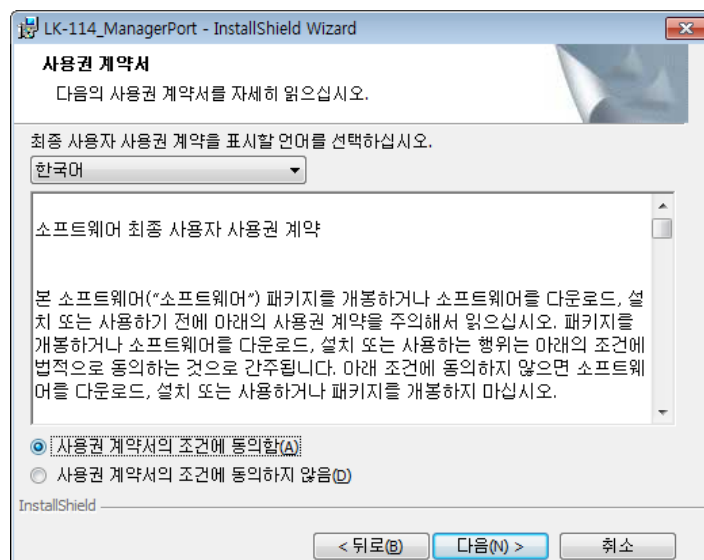 LK-114_ManagerPort - InstallShield Wizard
사용권 계약서
다음의 사용권 계약서를 자세히 읽으십시오.
최종 사용자 사용권 계약을 표시할 언어를 선택하십시오.
한국어
소프트웨어 최종 사용자 사용권 계약
본 소프트웨어("소프트웨어") 패키지를 개봉하거나 소프트웨어를 다운로드, 설
치 또는 사용하기 전에 아래의 사용권 계약을 주의해서 읽으십시오. 패키지를
개봉하거나 소프트웨어를 다운로드, 설치 또는 사용하는 행위는 아래의 조건에
법적으로 동의하는 것으로 간주됩니다. 아래 조건에 동의하지 않으면 소프트웨
어를 다운로드, 설치 또는 사용하거나 패키지를 개봉하지 마십시오.
사용권 계약서의 조건에 동의함(A)
사용권 계약서의 조건에 동의하지 않음(D)
InstallShield
< 뒤로(B) 다음(N) > 취소